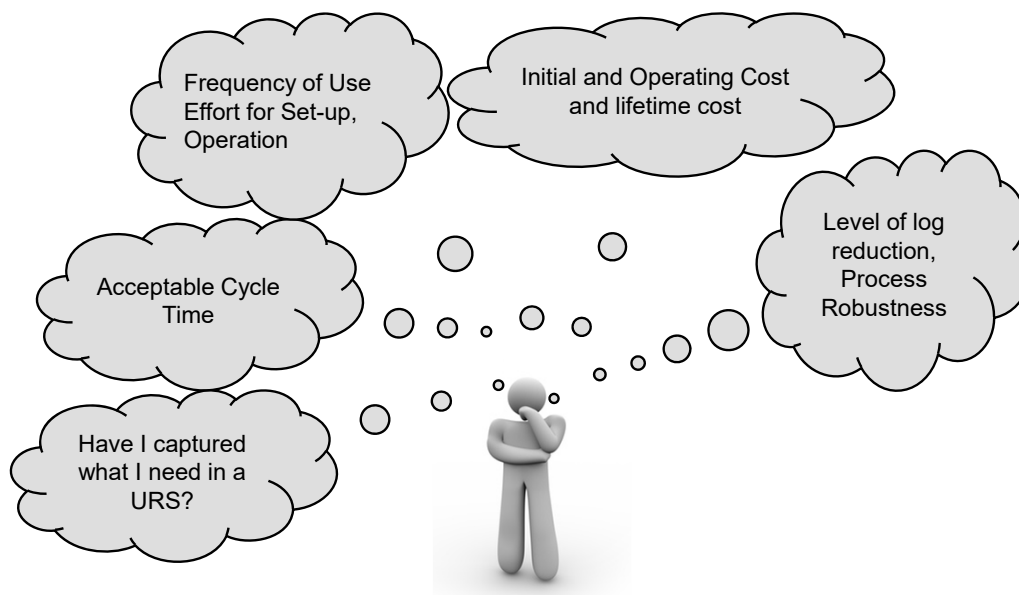 Frequency of Use
Effort for Set-up,
Operation
Initial and Operating Cost
and lifetime cost
Level of log
reduction,
Process
Robustness
Acceptable Cycle
Time
Have I captured
what I need in a
URS?